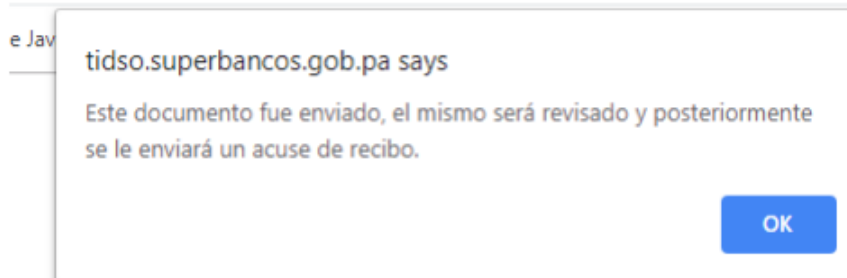 e Jav
tidso.superbancos.gob.pa says
Este documento fue enviado, el mismo será revisado y posteriormente
se le enviará un acuse de recibo.
OK